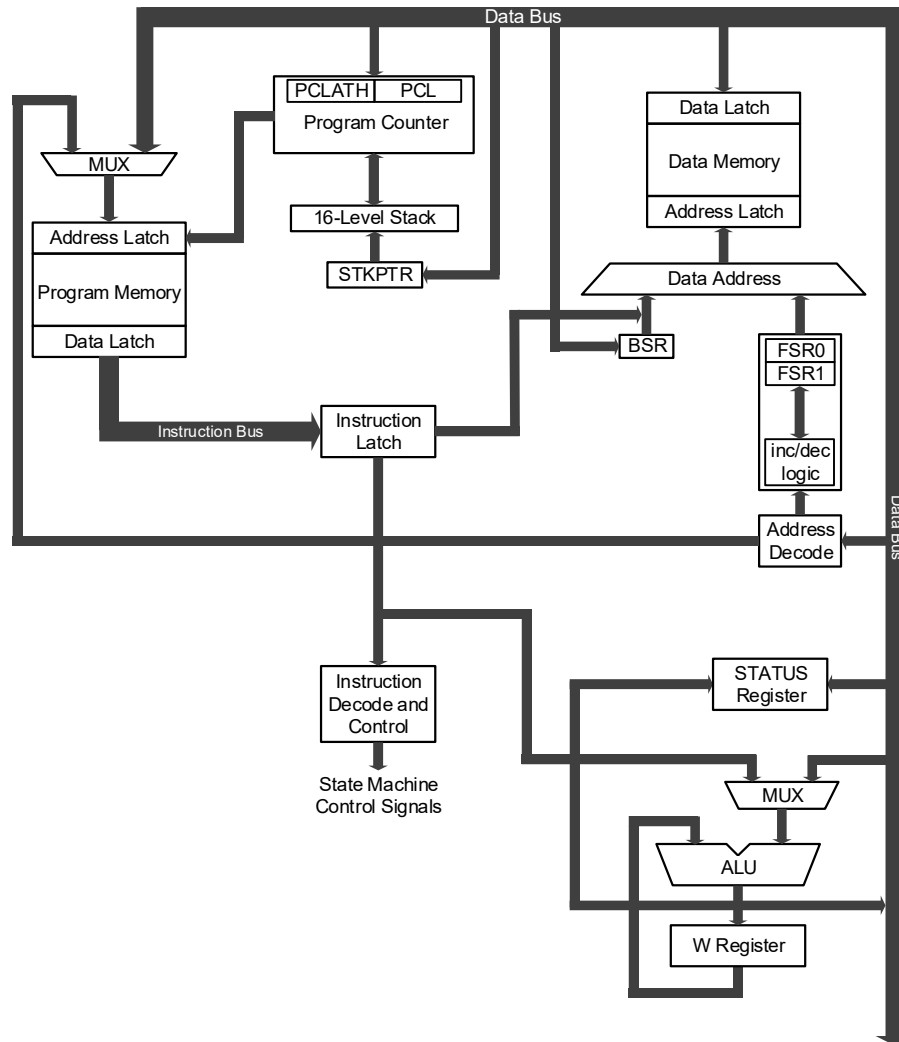 Data Bus
PCLATH
PCL
Program Counter
MUX
16-Level Stack
STKPTR
Address Latch
Program Memory
Data Latch
Data Latch
Data Memory
Address Latch
Data Address
BSR
FSR0
FSR1
inc/dec
logic
Instruction Bus
Instruction
Latch
Address
Decode
Data Bus
Instruction
Decode and
Control
State Machine
Control Signals
STATUS
Register
MUX
ALU
W Register